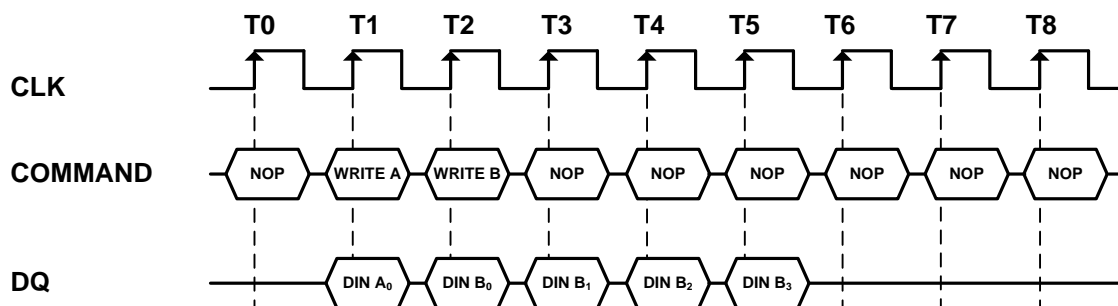 T0 T1 T2 T3 T4 T5 T6 T7 T8
CLK
COMMAND NOP WRITE A WRITE B NOP NOP NOP NOP NOP NOP
DQ DIN A₀ DIN B₀ DIN B₁ DIN B₂ DIN B₃